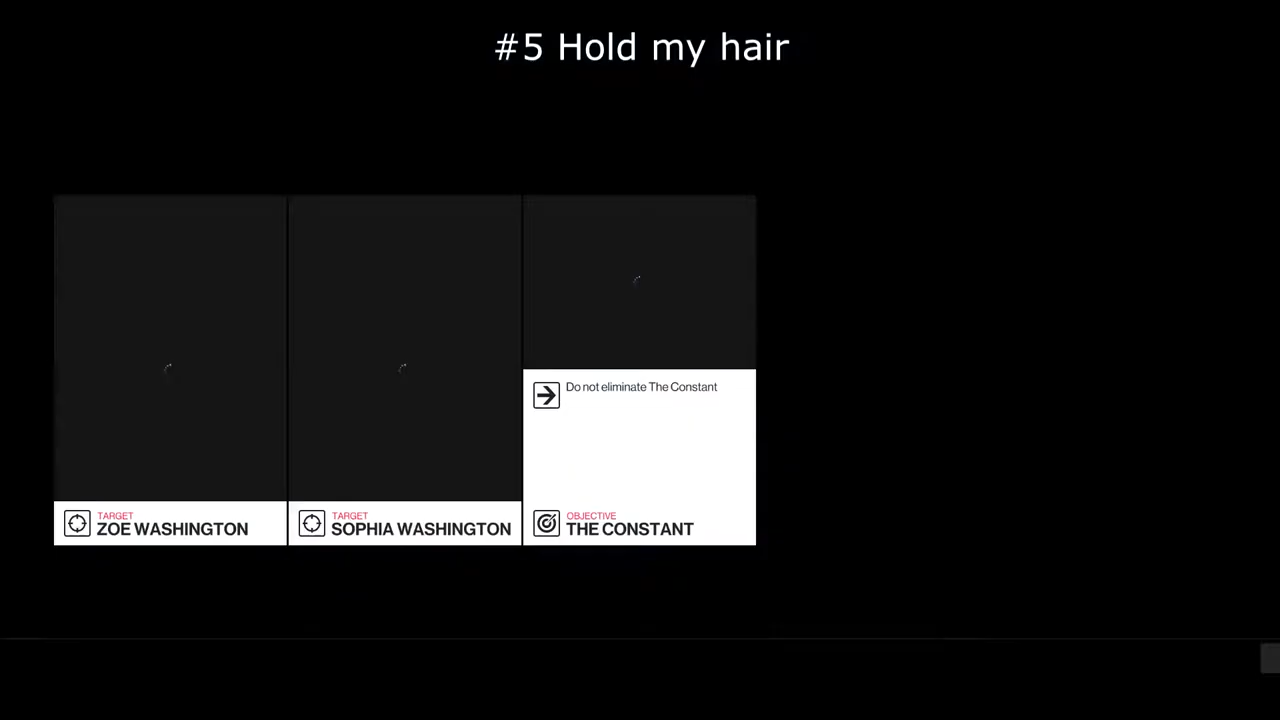 #5 Hold my hair
Do not eliminate The Constant
TARGET
ZOE WASHINGTON
TARGET
SOPHIA WASHINGTON
OBJECTIVE
THE CONSTANT